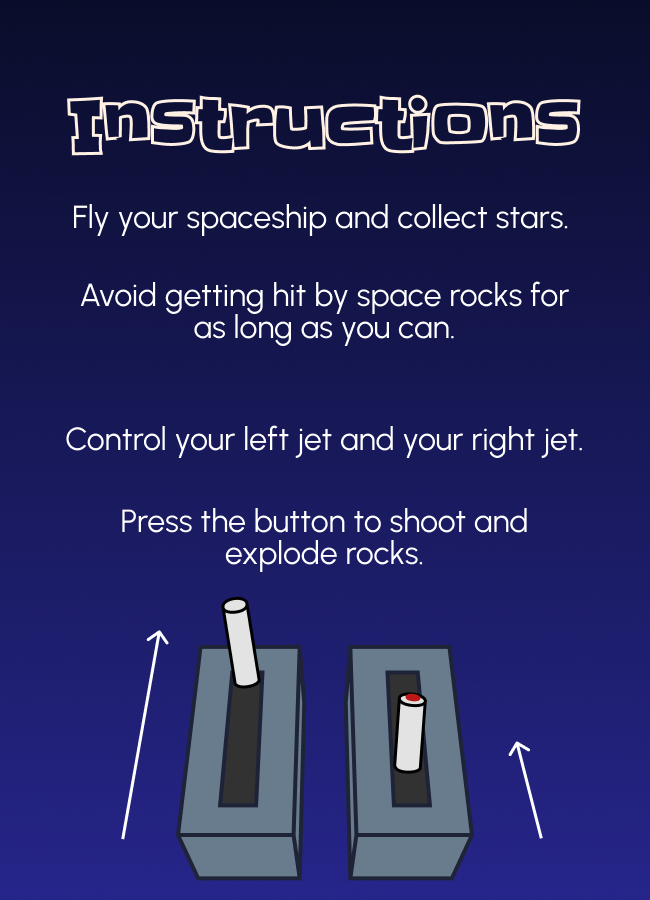 Instructions
Fly your spaceship and collect stars.
Avoid getting hit by space rocks for
as long as you can.
Control your left jet and your right jet.
Press the button to shoot and
explode rocks.